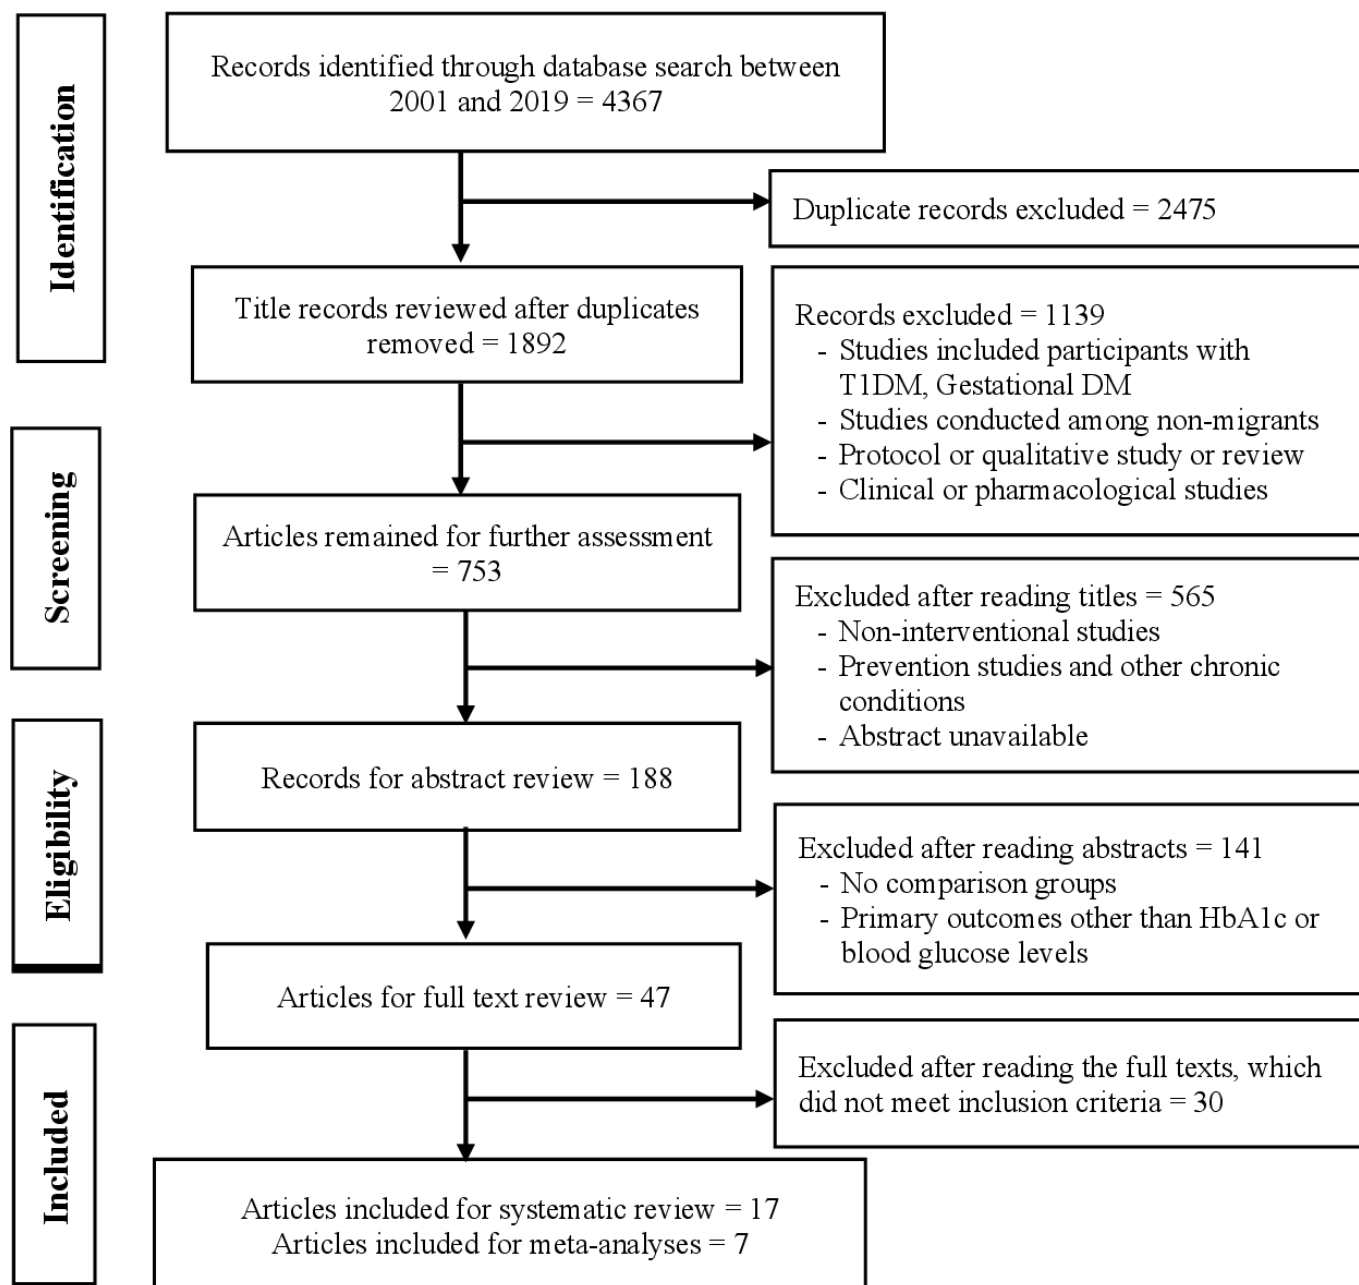 Identification
Records identified through database search between
2001 and 2019 = 4367
Duplicate records excluded = 2475
Title records reviewed after duplicates
removed = 1892
Records excluded = 1139
- Studies included participants with
T1DM, Gestational DM
- Studies conducted among non-migrants
- Protocol or qualitative study or review
- Clinical or pharmacological studies
Screening
Articles remained for further assessment
= 753
Excluded after reading titles = 565
- Non-interventional studies
- Prevention studies and other chronic
conditions
- Abstract unavailable
Eligibility
Records for abstract review = 188
Excluded after reading abstracts = 141
- No comparison groups
- Primary outcomes other than HbA1c or
blood glucose levels
Articles for full text review = 47
Excluded after reading the full texts, which
did not meet inclusion criteria = 30
Included
Articles included for systematic review = 17
Articles included for meta-analyses = 7